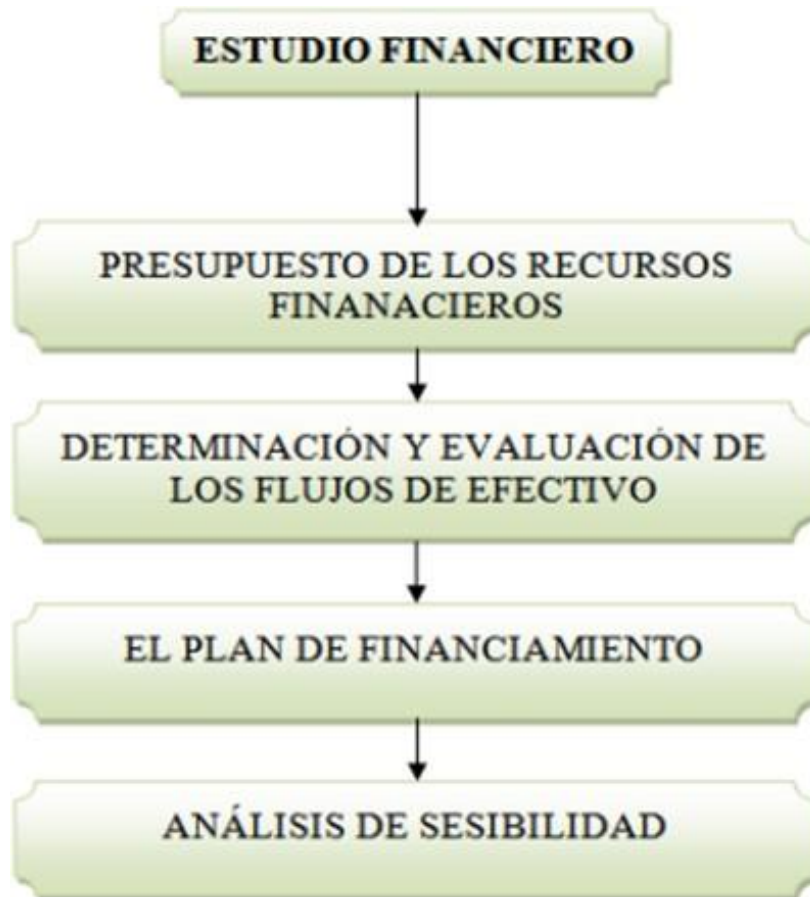 ESTUDIO FINANCIERO
PRESUPUESTO DE LOS RECURSOS
FINANACIEROS
DETERMINACIÓN Y EVALUACIÓN DE
LOS FLUJOS DE EFECTIVO
EL PLAN DE FINANCIAMIENTO
ANÁLISIS DE SESIBILIDAD